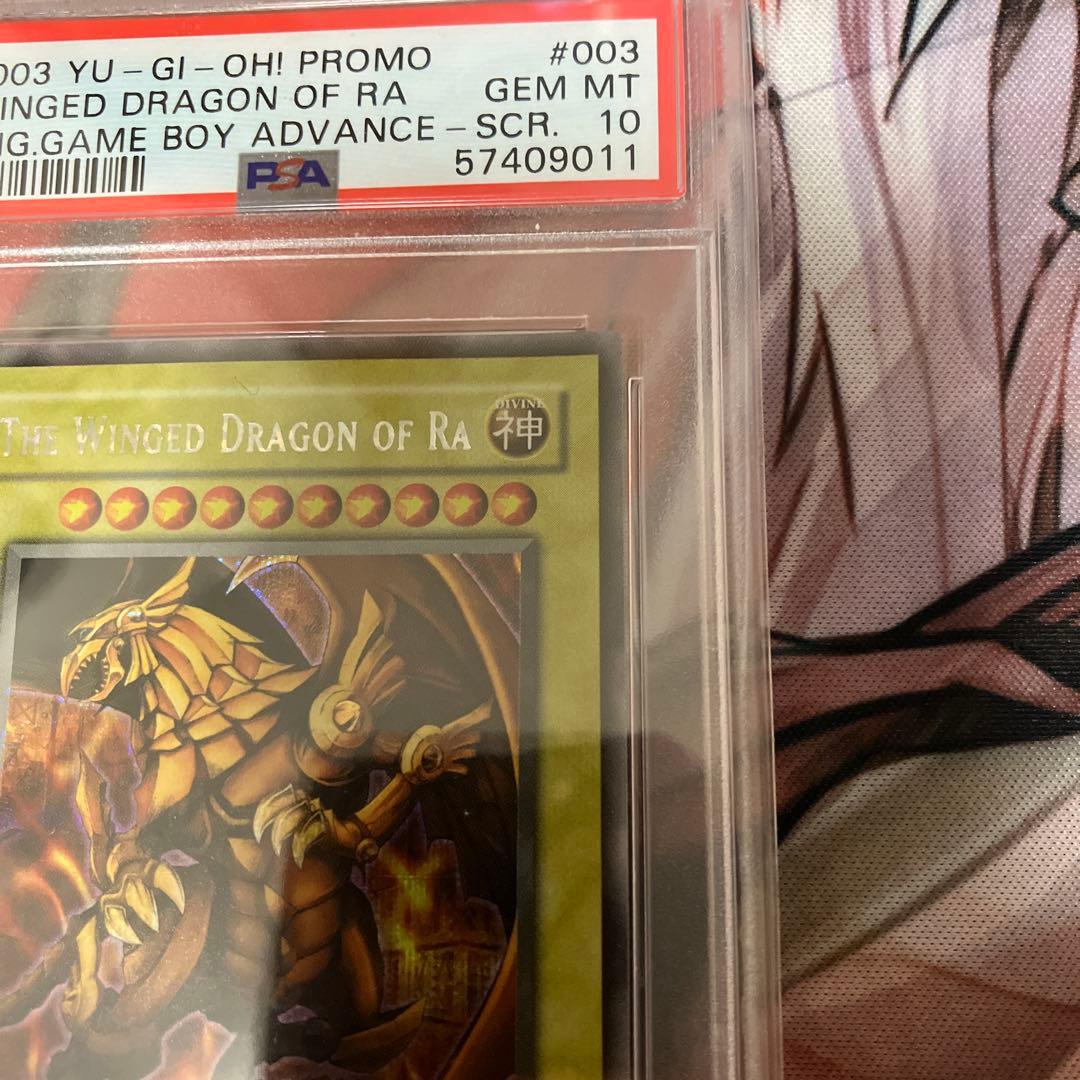 003 YU-GI-OH! PROMO #003
INGED DRAGON OF RA GEM MT
NG.GAME BOY ADVANCE-SCR. 10
PSA 57409011
THE WINGED DRAGON OF RA
DIVINE
神